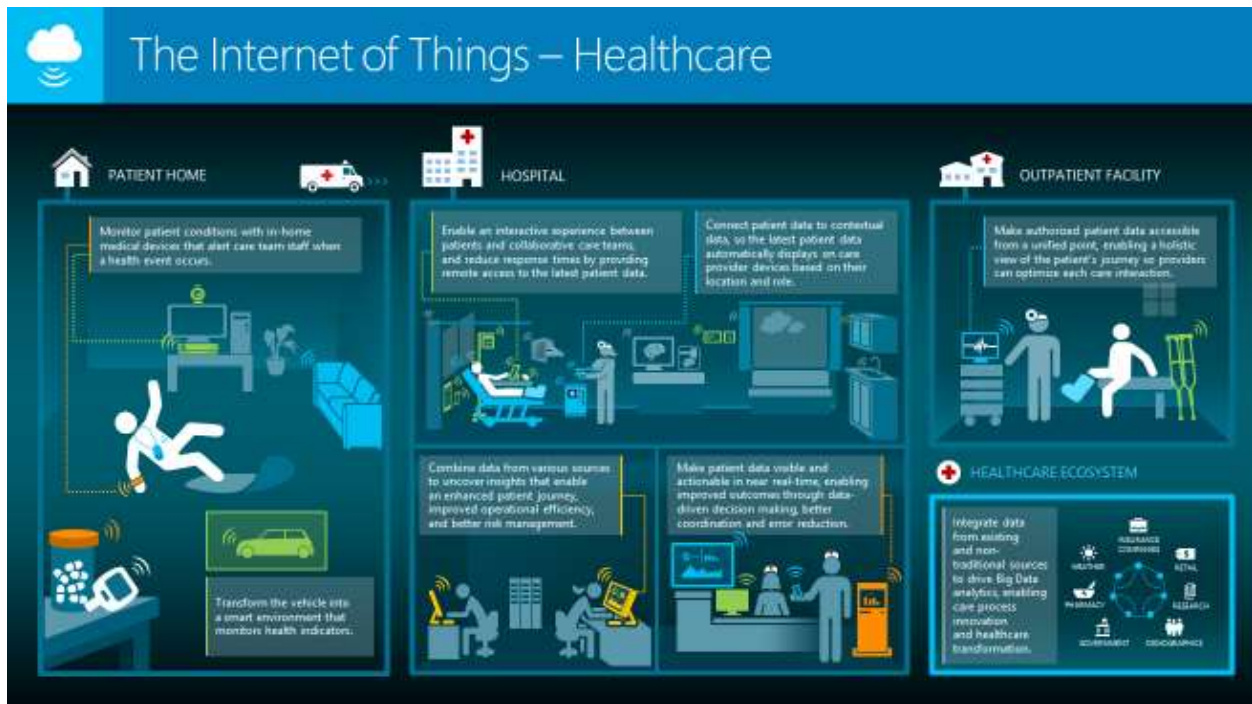 The Internet of Things – Healthcare
PATIENT HOME
Monitor patient conditions with in-home
medical devices that alert care team staff when
a health event occurs.
Transform the vehicle into
a smart environment that
monitors health indicators.
HOSPITAL
Enable an interactive experience between
patients and collaborative care teams,
and reduce response times by providing
remote access to the latest patient data.
Connect patient data to contextual
data, so the latest patient data
automatically displays on care
provider devices based on their
location and role.
Combine data from various sources
to uncover insights that enable
an enhanced patient journey,
improved operational efficiency,
and better risk management.
Make patient data visible and
actionable in near real-time, enabling
improved outcomes through data-
driven decision making, better
coordination and error reduction.
OUTPATIENT FACILITY
Make authorized patient data accessible
from a unified point, enabling a holistic
view of the patient's journey so providers
can optimize each care interaction.
HEALTHCARE ECOSYSTEM
Integrate data
from existing
and non-
traditional sources
to drive Big Data
analytics, enabling
care process
innovation
and healthcare
transformation.
INSURANCE
COMPANIES
WEATHER
RETAIL
PHARMACY
RESEARCH
GOVERNMENT
DEMOGRAPHICS